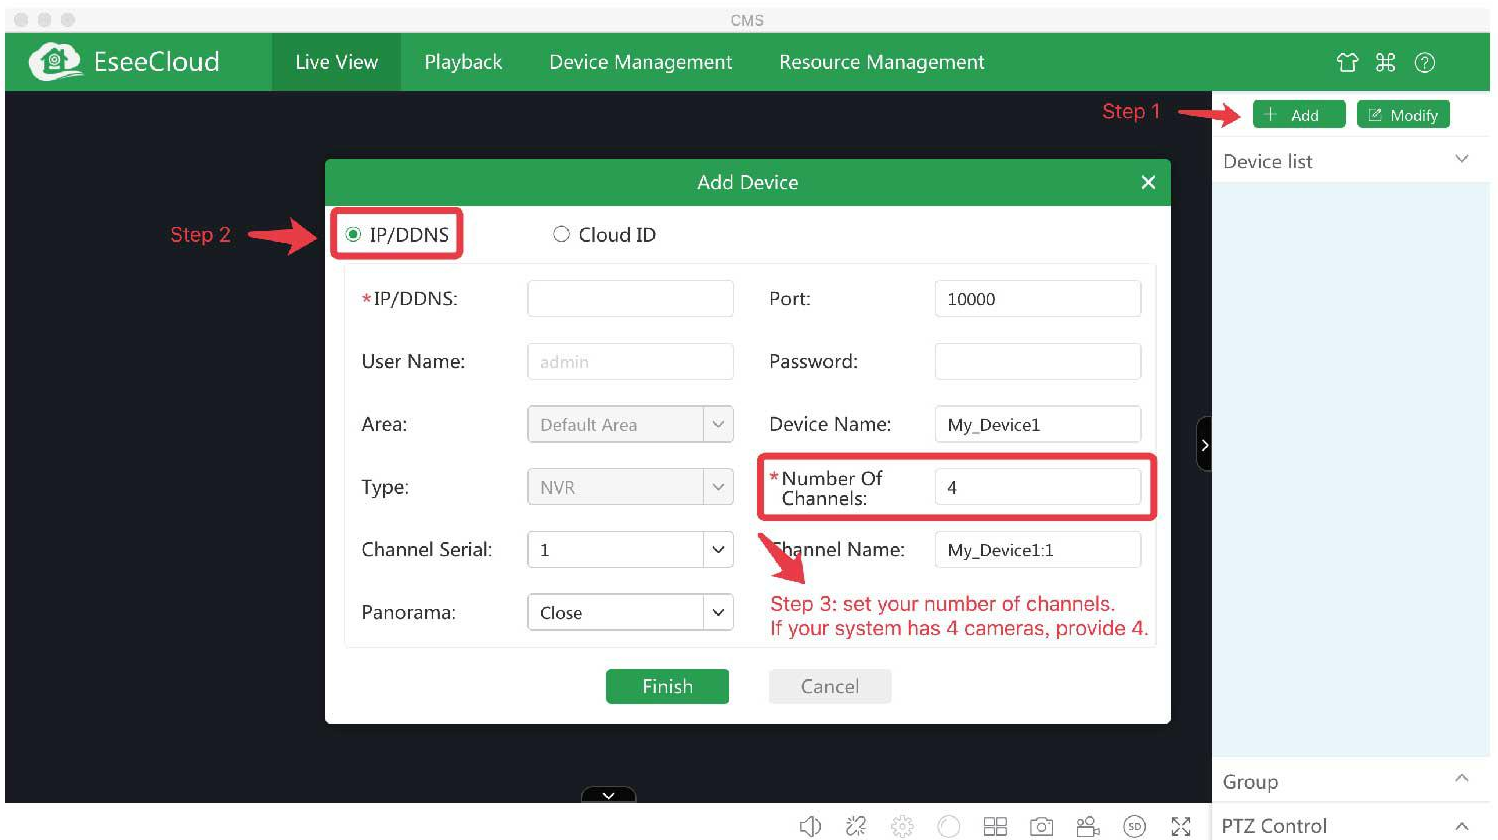 CMS
EseeCloud
Live View
Playback
Device Management
Resource Management
Step 1
Add
Modify
Device list
Add Device
Step 2
IP/DDNS
Cloud ID
*IP/DDNS:
Port:
10000
User Name:
admin
Password:
Area:
Default Area
Device Name:
My_Device1
Type:
NVR
*Number Of
Channels:
4
Channel Serial:
1
Channel Name:
My_Device1:1
Panorama:
Close
Step 3: set your number of channels.
If your system has 4 cameras, provide 4.
Finish
Cancel
Group
SD
PTZ Control